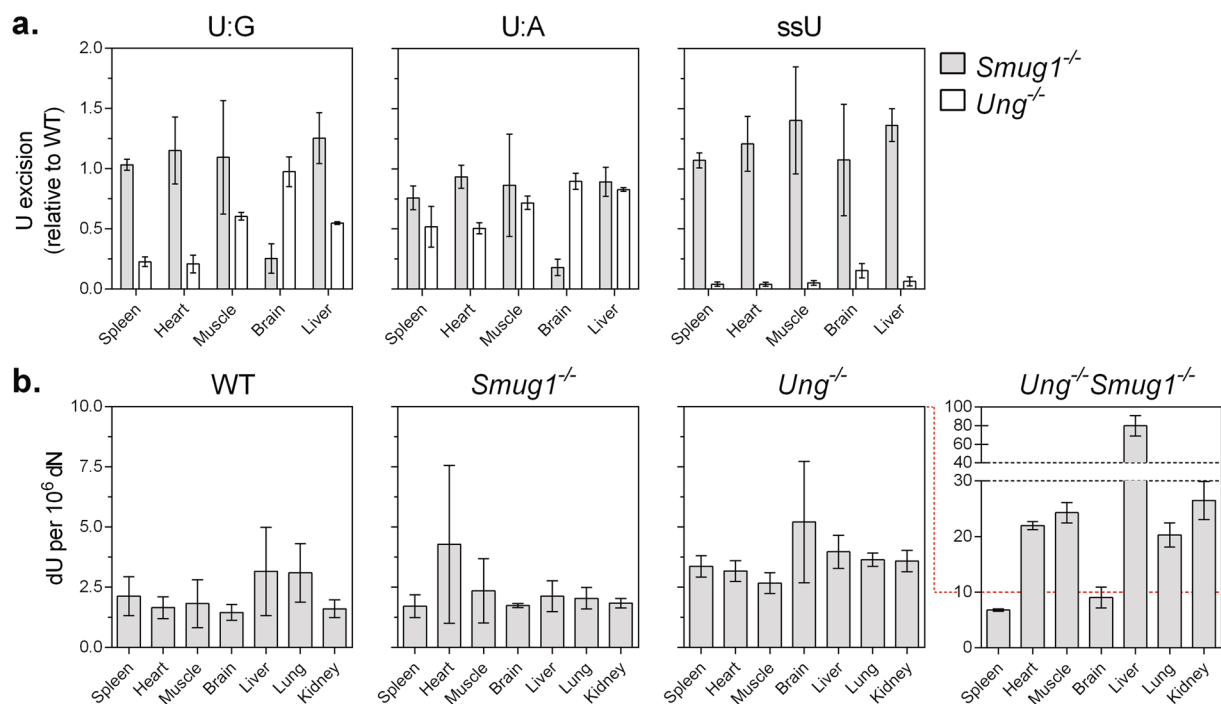 a.
U:G
U:A
ssU
Smug1-/-
Ung-/-
U excision
(relative to WT)
2.0
1.5
1.0
0.5
0.0
Spleen Heart Muscle Brain Liver
Spleen Heart Muscle Brain Liver
Spleen Heart Muscle Brain Liver
b.
WT
Smug1-/-
Ung-/-
Ung-/-Smug1-/-
dU per 10^6 dN
10.0
7.5
5.0
2.5
0.0
Spleen Heart Muscle Brain Liver Lung Kidney
Spleen Heart Muscle Brain Liver Lung Kidney
Spleen Heart Muscle Brain Liver Lung Kidney
100
80
60
40
30
20
10
0
Spleen Heart Muscle Brain Liver Lung Kidney